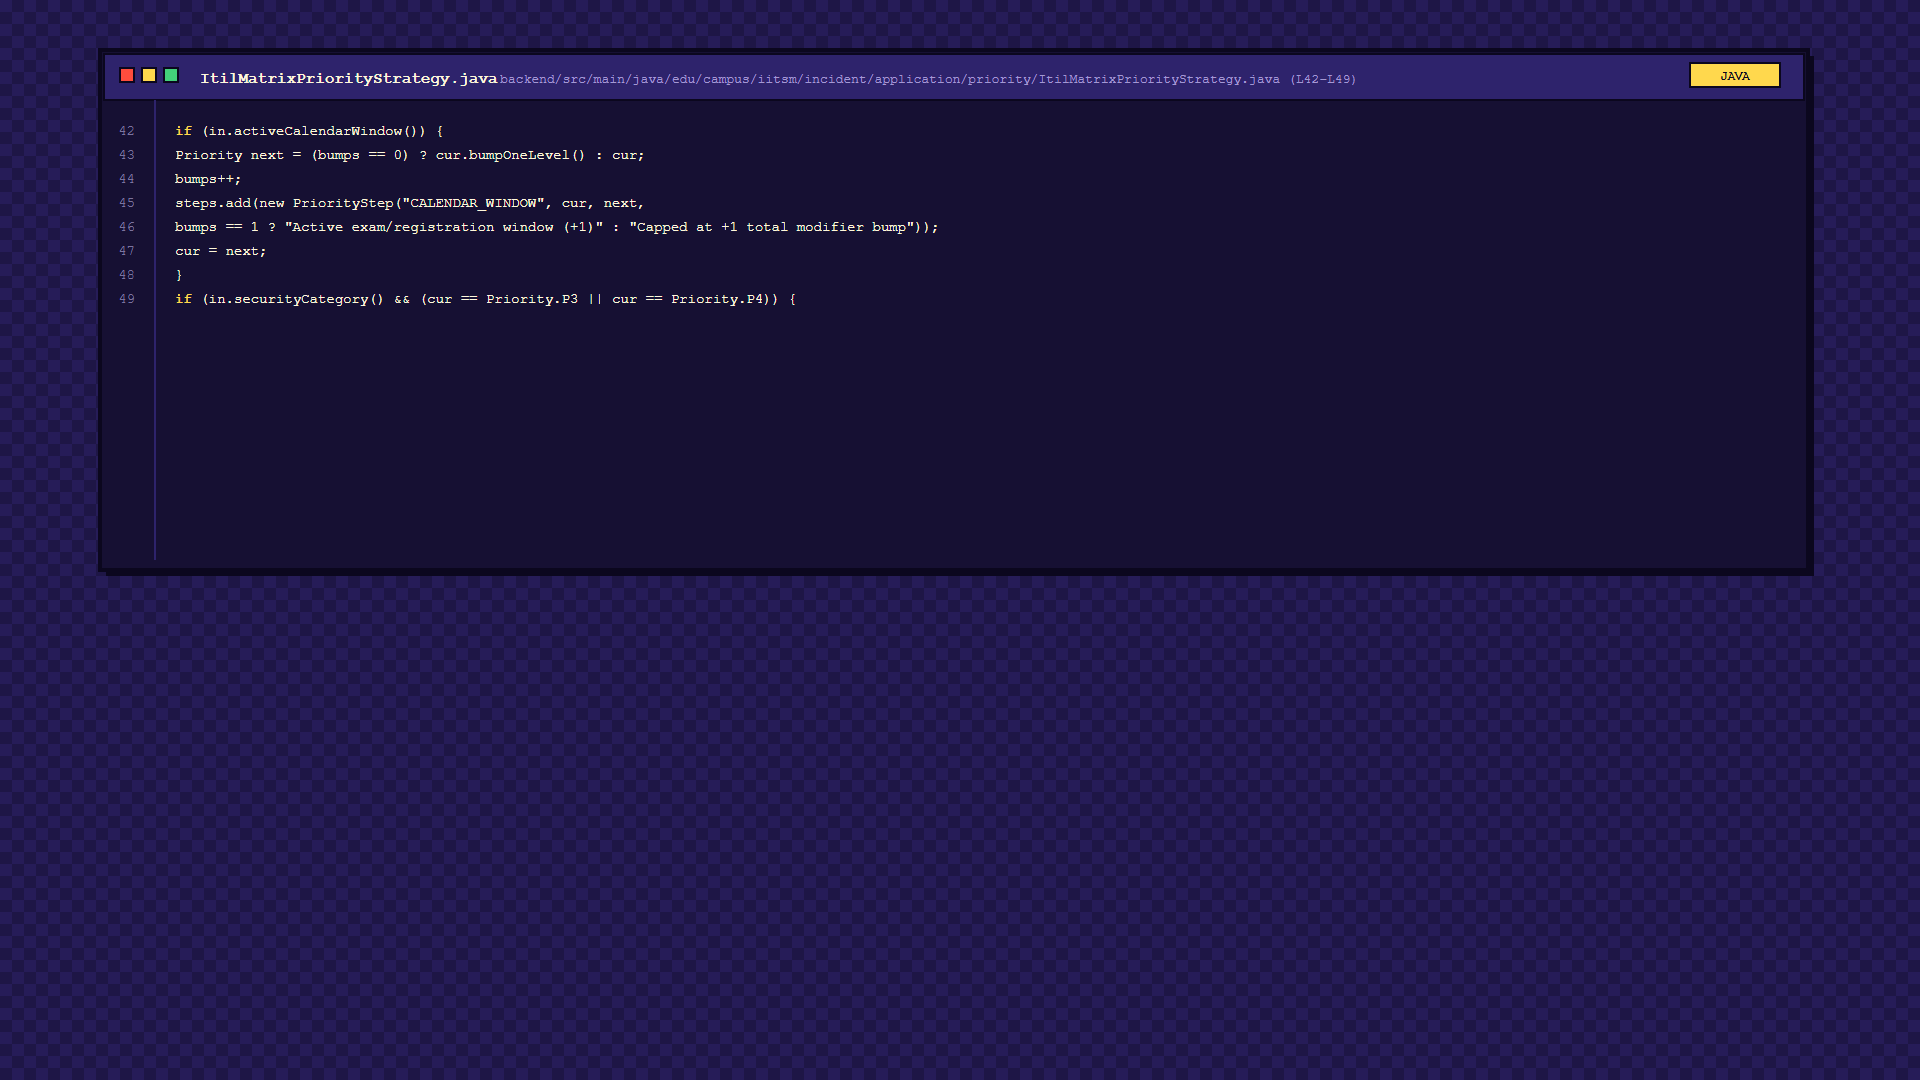 ItilMatrixPriorityStrategy.java backend/src/main/java/edu/campus/iitsm/incident/application/priority/ItilMatrixPriorityStrategy.java (L42-L49) JAVA
42 if (in.activeCalendarWindow()) {
43 Priority next = (bumps == 0) ? cur.bumpOneLevel() : cur;
44 bumps++;
45 steps.add(new PriorityStep("CALENDAR_WINDOW", cur, next,
46 bumps == 1 ? "Active exam/registration window (+1)" : "Capped at +1 total modifier bump"));
47 cur = next;
48 }
49 if (in.securityCategory() && (cur == Priority.P3 || cur == Priority.P4)) {